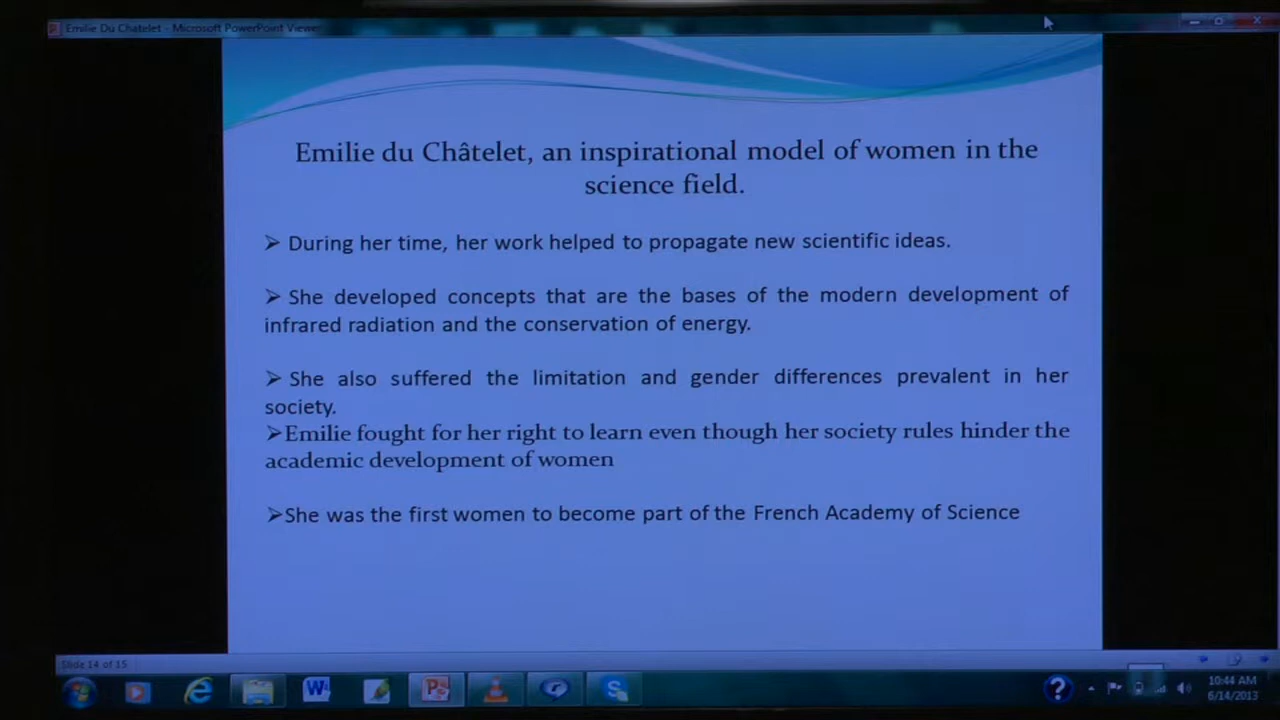 Emilie Du Chatelet - Microsoft PowerPoint Viewer
Emilie du Châtelet, an inspirational model of women in the
science field.
➢ During her time, her work helped to propagate new scientific ideas.
➢ She developed concepts that are the bases of the modern development of
infrared radiation and the conservation of energy.
➢ She also suffered the limitation and gender differences prevalent in her
society.
➢Emilie fought for her right to learn even though her society rules hinder the
academic development of women
➢She was the first women to become part of the French Academy of Science
Slide 14 of 15
10:44 AM
6/14/2013